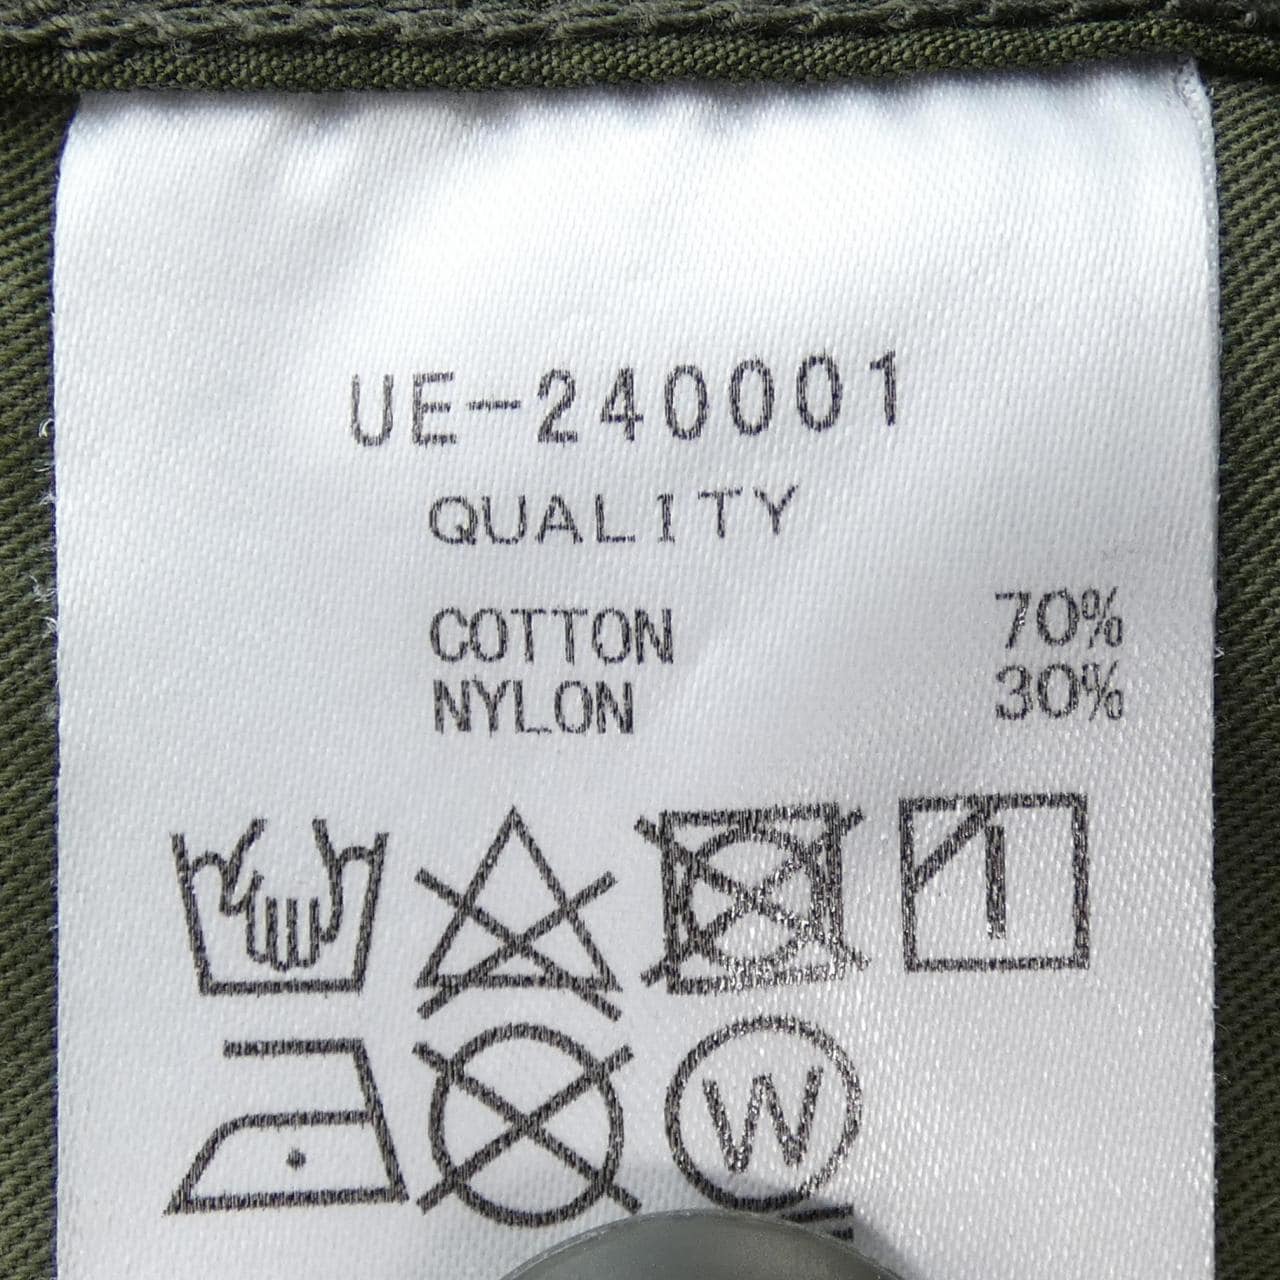 UE-240001
QUALITY
COTTON 70%
NYLON 30%
W